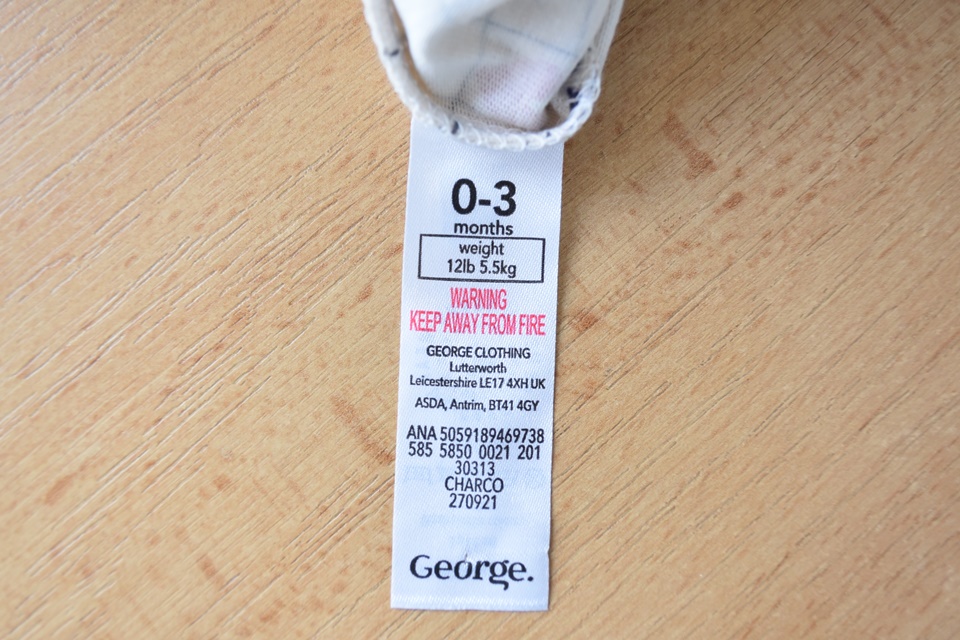 0-3
months
weight
12lb 5.5kg
WARNING
KEEP AWAY FROM FIRE
GEORGE CLOTHING
Lutterworth
Leicestershire LE17 4XH UK
ASDA, Antrim, BT41 4GY
ANA 5059189469738
585 5850 0021 201
30313
CHARCO
270921
George.